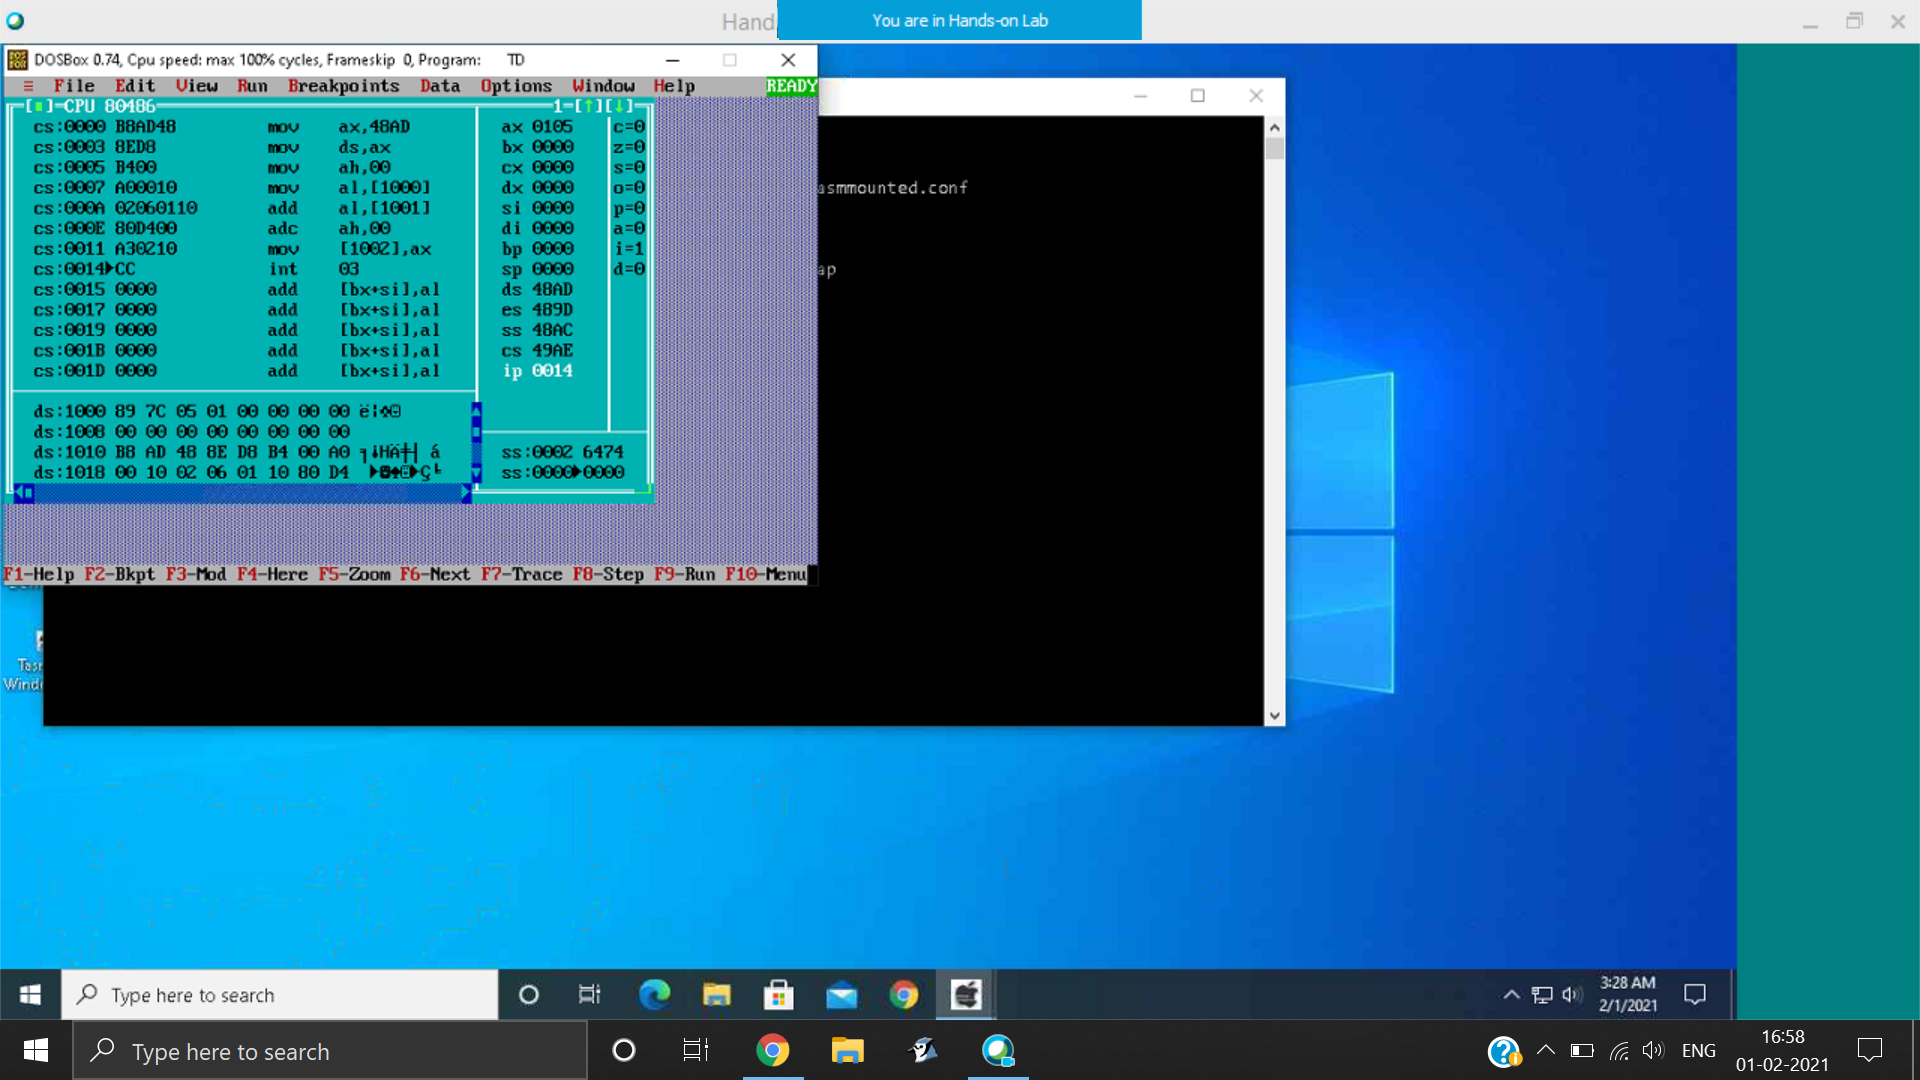 Hand
You are in Hands-on Lab
DOSBox 0.74, Cpu speed: max 100% cycles, Frameskip 0, Program: TD
≡ File Edit View Run Breakpoints Data Options Window Help READY
[■]=CPU 80486 1=[↑][↓]
cs:0000 B8AD48 mov ax,48AD ax 0105 c=0
cs:0003 8ED8 mov ds,ax bx 0000 z=0
cs:0005 B400 mov ah,00 cx 0000 s=0
cs:0007 A00010 mov al,[1000] dx 0000 o=0
cs:000A 02060110 add al,[1001] si 0000 p=0
cs:000E 80D400 adc ah,00 di 0000 a=0
cs:0011 A30210 mov [1002],ax bp 0000 i=1
cs:0014►CC int 03 sp 0000 d=0
cs:0015 0000 add [bx+si],al ds 48AD
cs:0017 0000 add [bx+si],al es 489D
cs:0019 0000 add [bx+si],al ss 48AC
cs:001B 0000 add [bx+si],al cs 49AE
cs:001D 0000 add [bx+si],al ip 0014
ds:1000 89 7C 05 01 00 00 00 00 ë|♣☺
ds:1008 00 00 00 00 00 00 00 00
ds:1010 B8 AD 48 8E D8 B4 00 A0 ╕¡HÄ╪┤ á ss:0002 6474
ds:1018 00 10 02 06 01 10 80 D4 ►☻♠☺►Ç╘ ss:0000►0000
F1-Help F2-Bkpt F3-Mod F4-Here F5-Zoom F6-Next F7-Trace F8-Step F9-Run F10-Menu
asmmounted.conf
ap
Tasm
Windo
Type here to search
3:28 AM
2/1/2021
Type here to search
ENG
16:58
01-02-2021